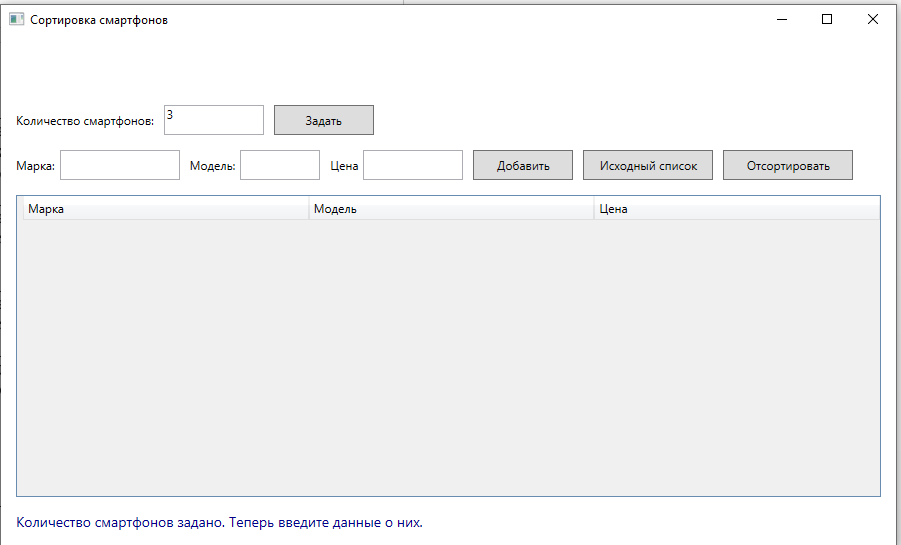 Сортировка смартфонов
Количество смартфонов: 3 Задать
Марка: Модель: Цена Добавить Исходный список Отсортировать
Марка Модель Цена
Количество смартфонов задано. Теперь введите данные о них.